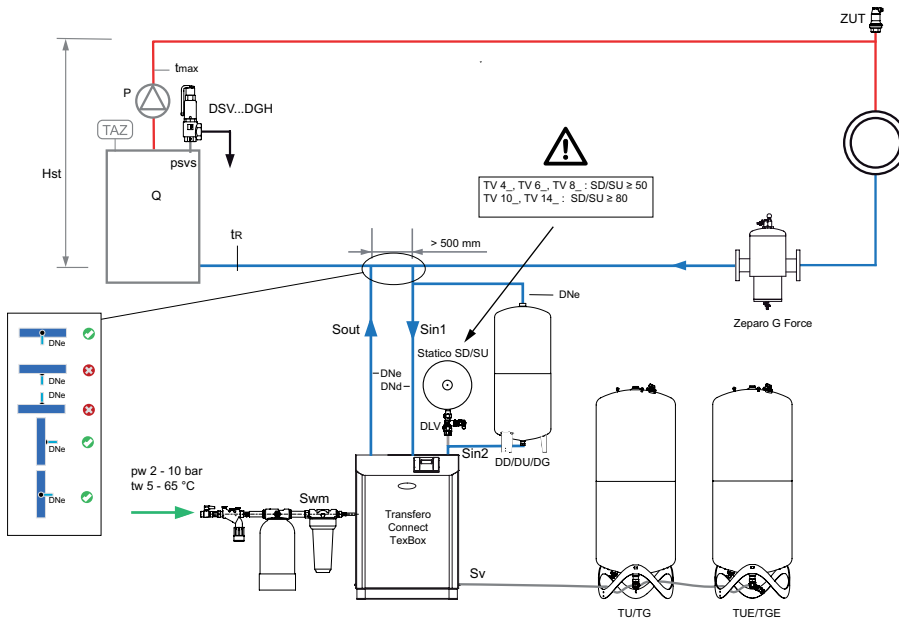 ZUT
tmax
P
DSV...DGH
TAZ
psvs
Hst
Q
TV 4_, TV 6_, TV 8_ : SD/SU ≥ 50
TV 10_, TV 14_ : SD/SU ≥ 80
tR
> 500 mm
DNe
Zeparo G Force
Sout
Sin1
Statico SD/SU
DNe
DNd
DLV
Sin2
DD/DU/DG
DNe
DNe
DNe
DNe
DNe
pw 2 - 10 bar
tw 5 - 65 °C
Swm
Transfero
Connect
TexBox
Sv
TU/TG
TUE/TGE